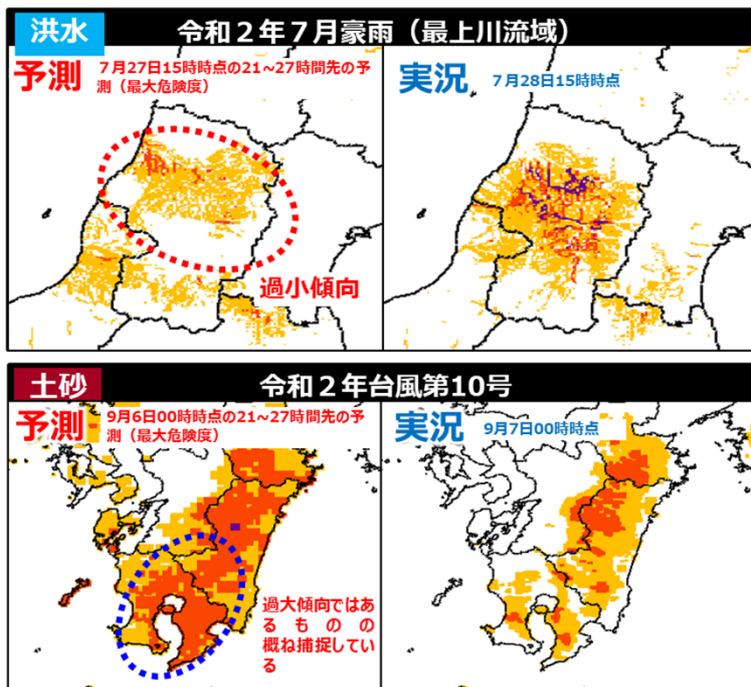 洪水
令和２年７月豪雨（最上川流域）
予測
７月27日15時時点の21~27時間先の予
測（最大危険度）
過小傾向
実況
７月28日15時時点
土砂
令和２年台風第10号
予測
9月6日00時時点の21~27時間先の予
測（最大危険度）
過大傾向ではあ
るものの
概ね捕捉してい
る
実況
9月7日00時時点